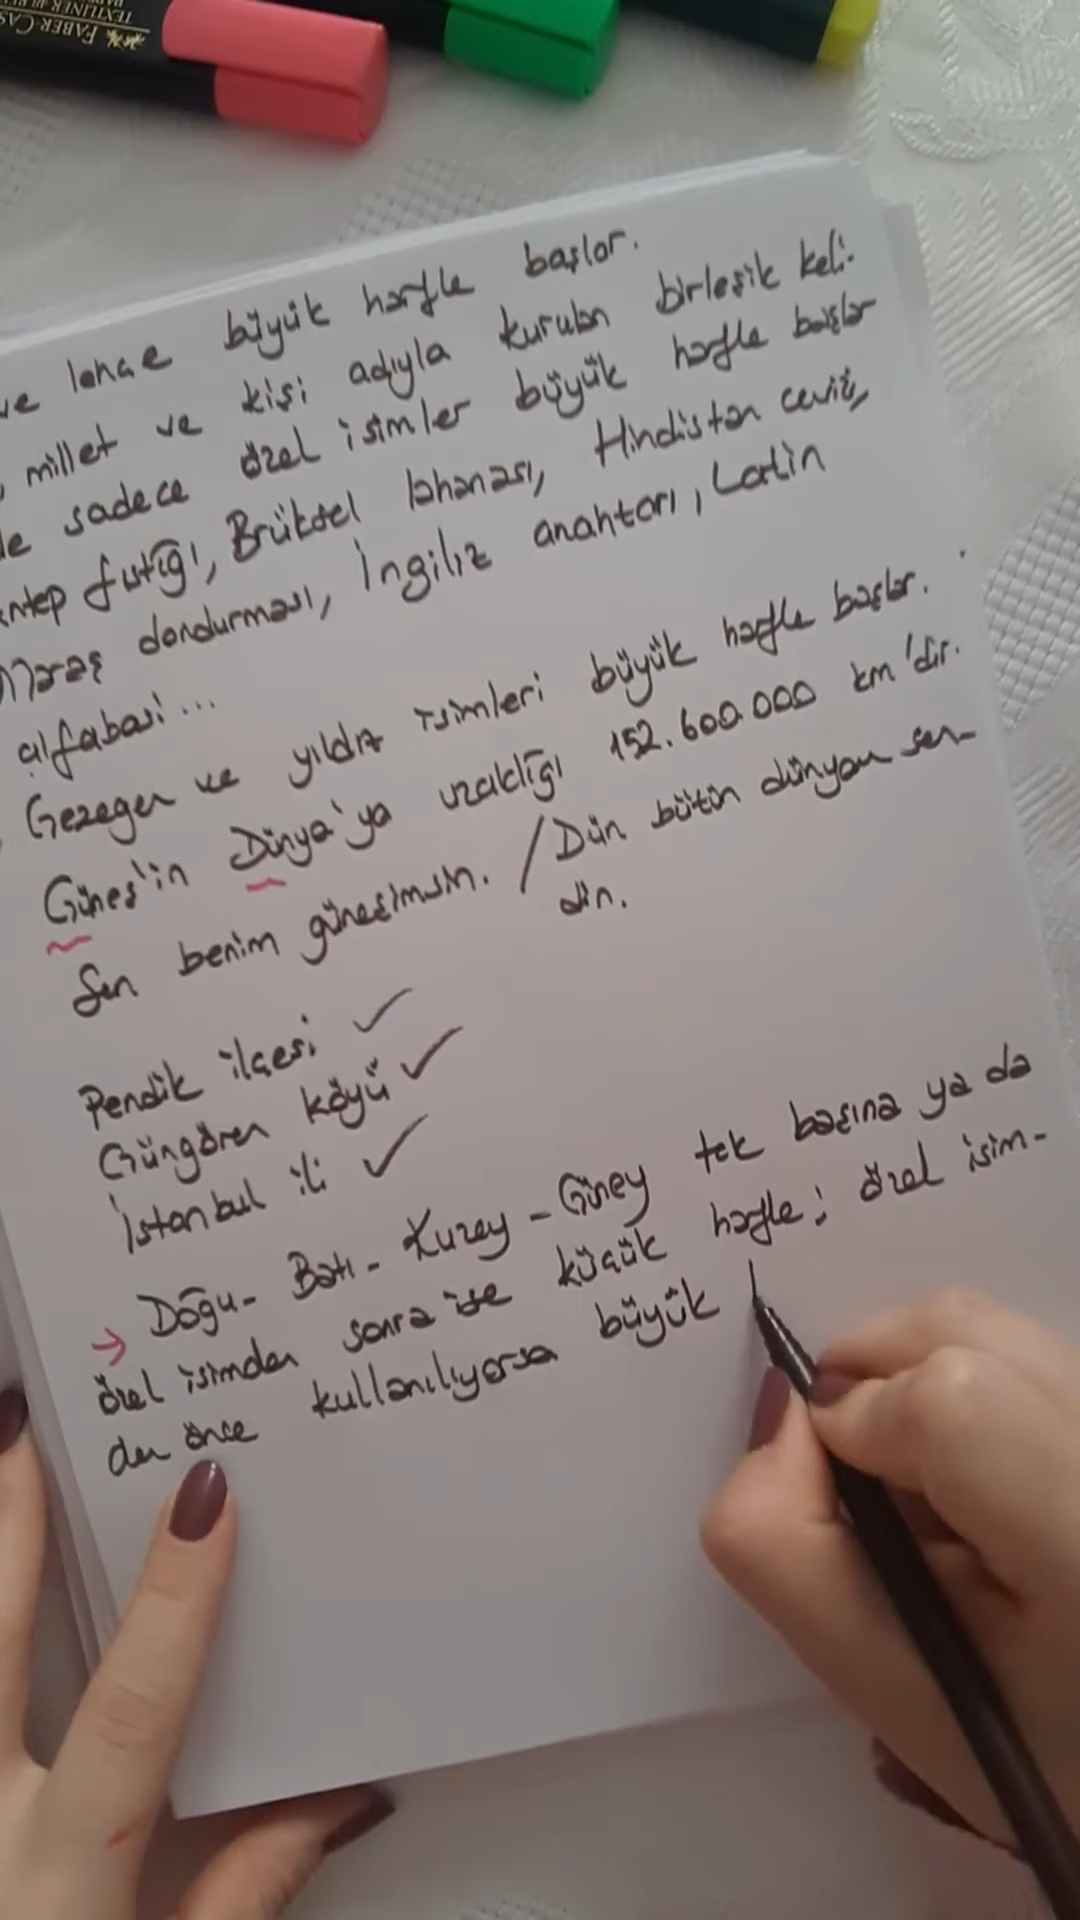 FABER-CAS
TEXTLINER
ve lehçe büyük harfle başlar.
, millet ve kişi adıyla kurulan birleşik keli-
de sadece özel isimler büyük harfle başlar
ntep fıstığı, Brüksel lahanası, Hindistan cevizi,
Maraş dondurması, İngiliz anahtarı, Latin
alfabesi...
Gezegen ve yıldız isimleri büyük harfle başlar.
Güneş'in Dünya'ya uzaklığı 152.600.000 km'dir.
Sen benim güneşimsin. / Dün bütün dünyam sen-
din.
Pendik ilçesi ✓
Güngören köyü ✓
İstanbul ili ✓
→ Doğu - Batı - Kuzey - Güney tek başına ya da
özel isimden sonra ise küçük harfle; özel isim-
den önce kullanılıyorsa büyük